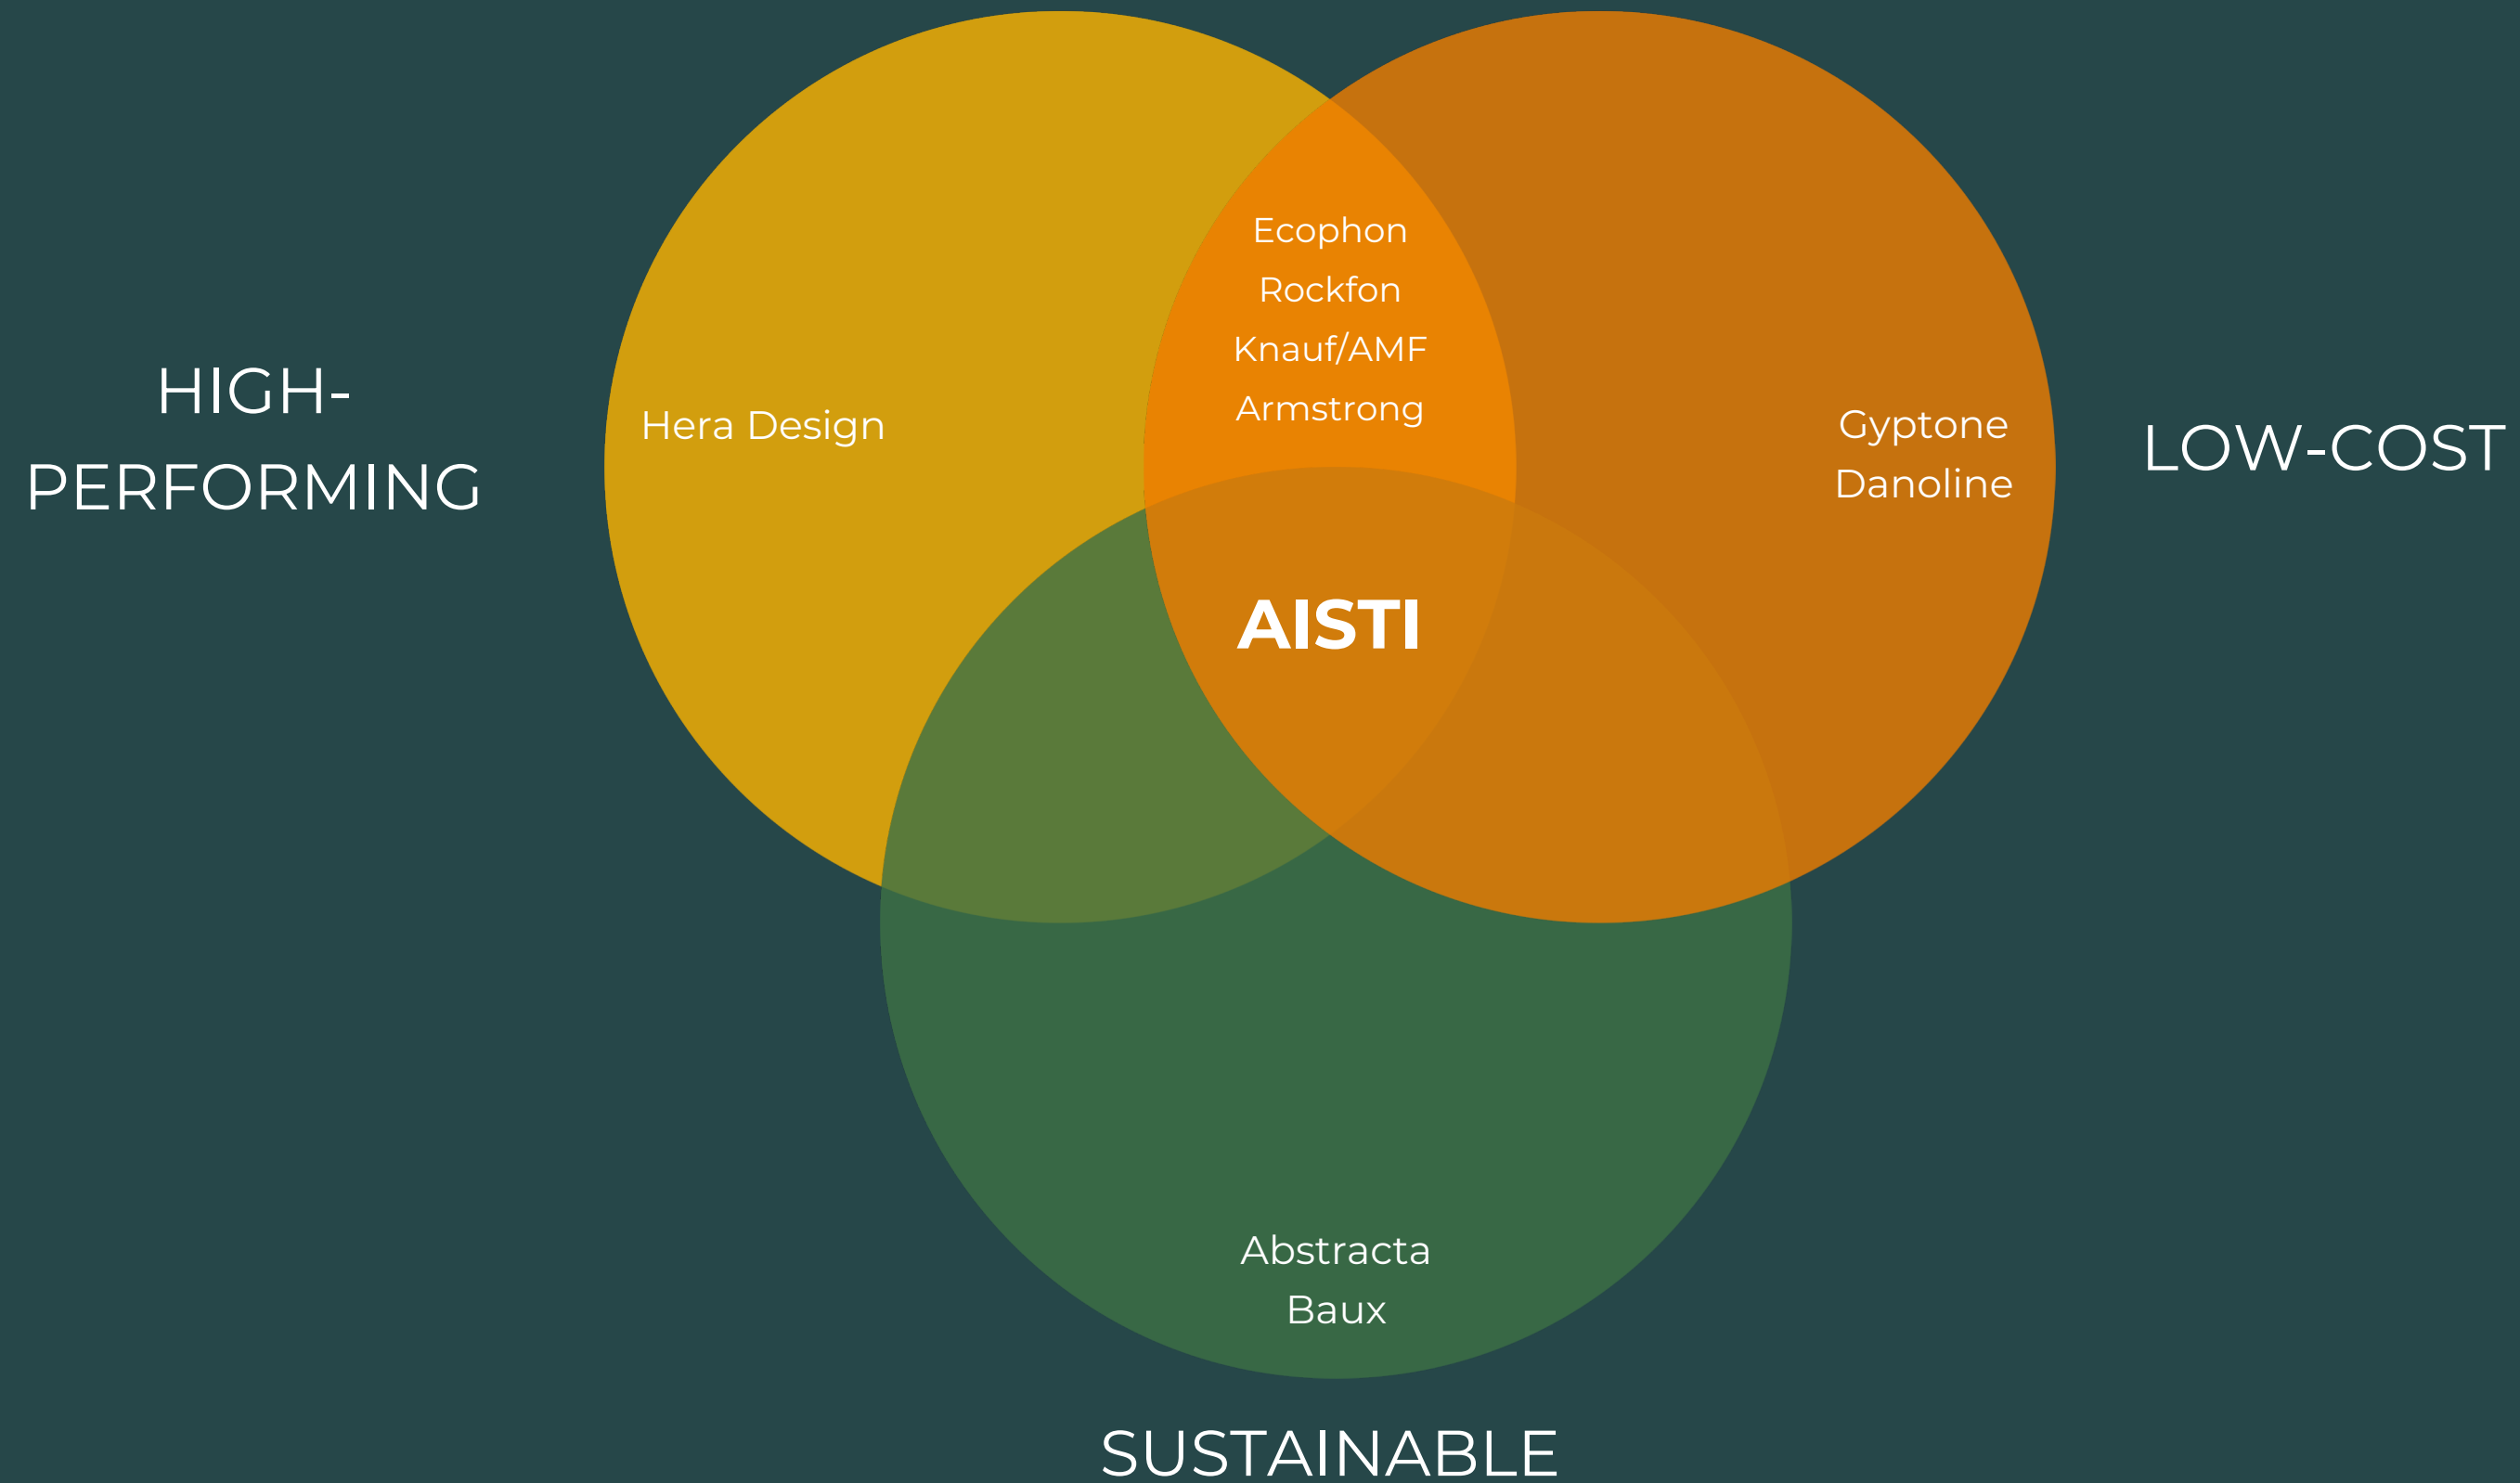 HIGH-
PERFORMING
Hera Design
Ecophon
Rockfon
Knauf/AMF
Armstrong
AISTI
Gyptone
Danoline
LOW-COST
Abstracta
Baux
SUSTAINABLE